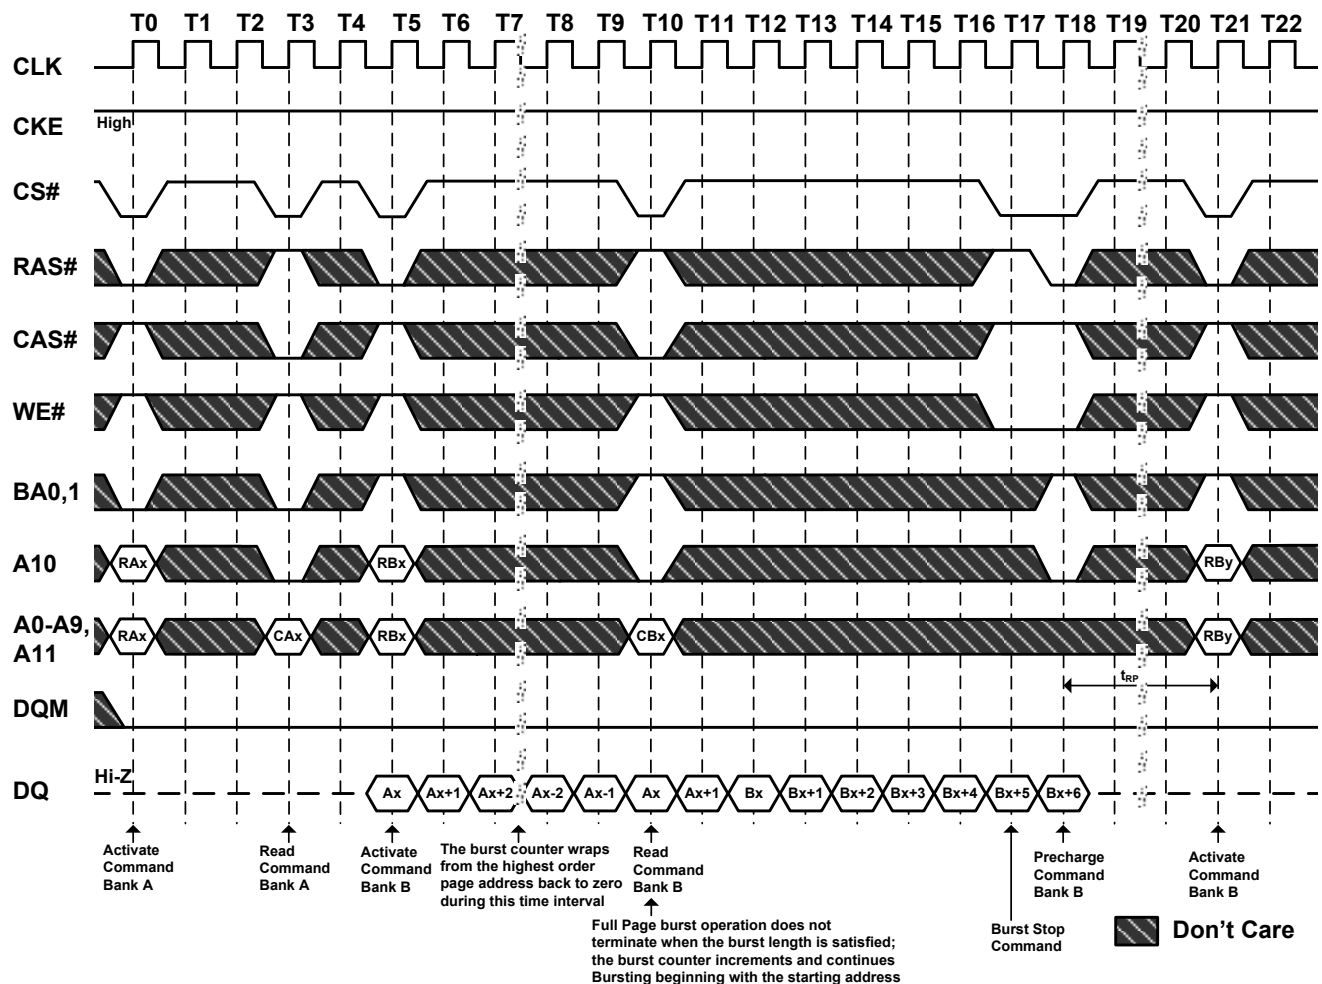 T0 T1 T2 T3 T4 T5 T6 T7 T8 T9 T10 T11 T12 T13 T14 T15 T16 T17 T18 T19 T20 T21 T22
CLK
CKE
High
CS#
RAS#
CAS#
WE#
BA0,1
A10
RAx RBx RBy
A0-A9,
A11
RAx CAx RBx CBx RBy
tRP
DQM
Hi-Z
DQ
Ax Ax+1 Ax+2 Ax-2 Ax-1 Ax Ax+1 Bx Bx+1 Bx+2 Bx+3 Bx+4 Bx+5 Bx+6
Activate
Command
Bank A
Read
Command
Bank A
Activate
Command
Bank B
The burst counter wraps
from the highest order
page address back to zero
during this time interval
Read
Command
Bank B
Full Page burst operation does not
terminate when the burst length is satisfied;
the burst counter increments and continues
Bursting beginning with the starting address
Burst Stop
Command
Precharge
Command
Bank B
Activate
Command
Bank B
Don't Care